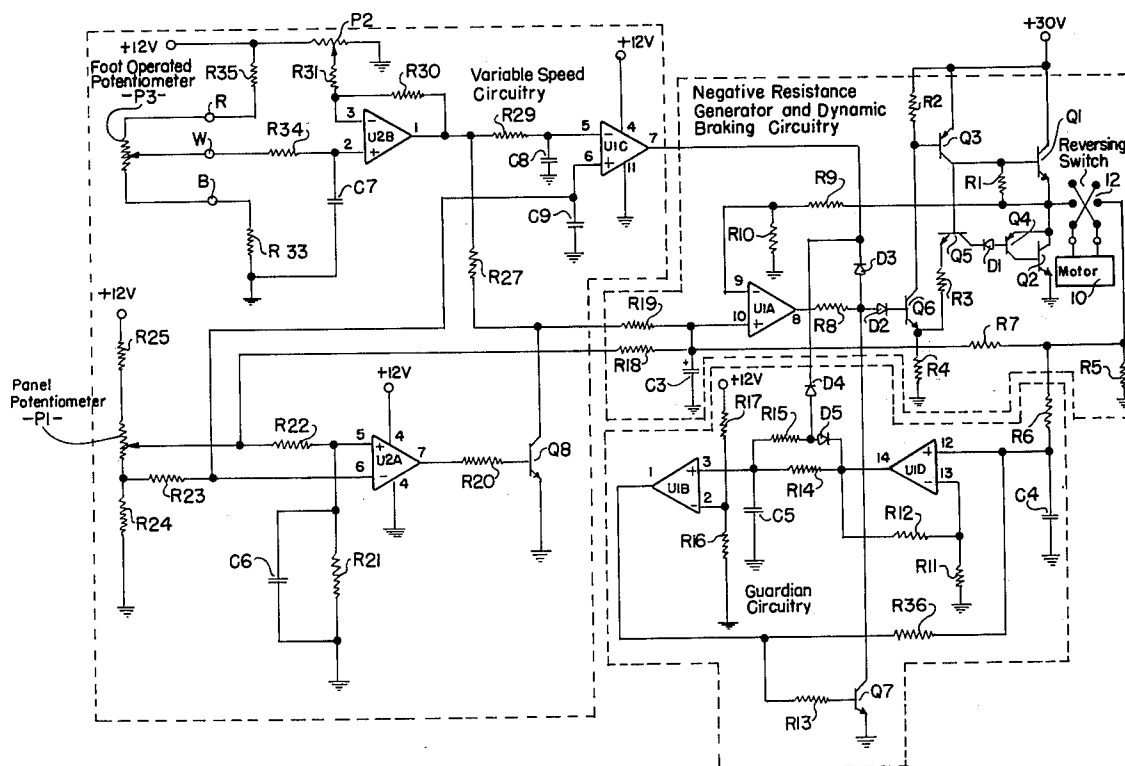 P2
+12V
+30V
+12V
Foot Operated
Potentiometer
-P3-
R35
R31
R30
Variable Speed
Circuitry
R
R29
Negative Resistance
Generator and Dynamic
Braking Circuitry
R2
Q3
Q1
Reversing
Switch
3
-
U2B
1
5
-
4
7
W
R34
2
+
6
+
U1C
11
C8
C7
C9
B
R33
R9
R1
12
R10
Q4
D3
Q5
D1
Q2
Motor
10
R27
+12V
9
-
U1A
8
10
+
R8
D2
Q6
R3
R19
R7
R25
R18
C3
R4
R5
Panel
Potentiometer
-P1-
+12V
+12V
R17
D4
R15
D5
R6
R22
5
+
4
U2A
7
6
-
4
R20
Q8
R23
R24
1
U1B
3
+
2
-
R14
14
U1D
+
12
-
13
C4
C5
R12
R16
R11
C6
R21
Guardian
Circuitry
R36
Q7
R13